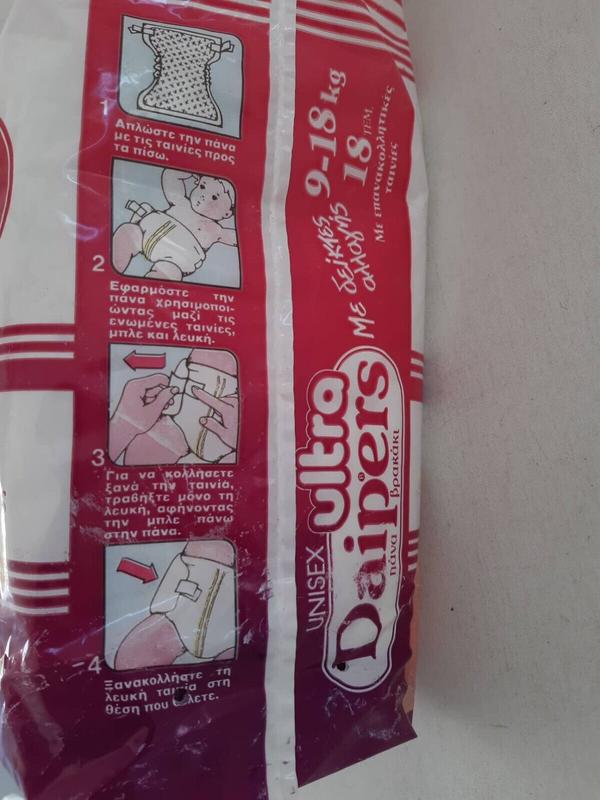 1
Απλώστε την πάνα
με τις ταινίες προς
τα πίσω.
2
Εφαρμόστε την
πάνα χρησιμοποι-
ώντας μαζί τις
ενωμένες ταινίες,
μπλε και λευκή.
3
Για να κολλήσετε
ξανά την ταινία,
τραβήξτε μόνο τη
λευκή, αφήνοντας
την μπλε πάνω
στην πάνα.
4
Ξανακολλήστε τη
λευκή ταινία στη
θέση που
UNISEX ultra
Daipers
πάνα βρακάκι
Με δείκτες
αλλαγής
9-18 kg
18 ΤΕΜ.
Με επανακολλητικές
ταινίες